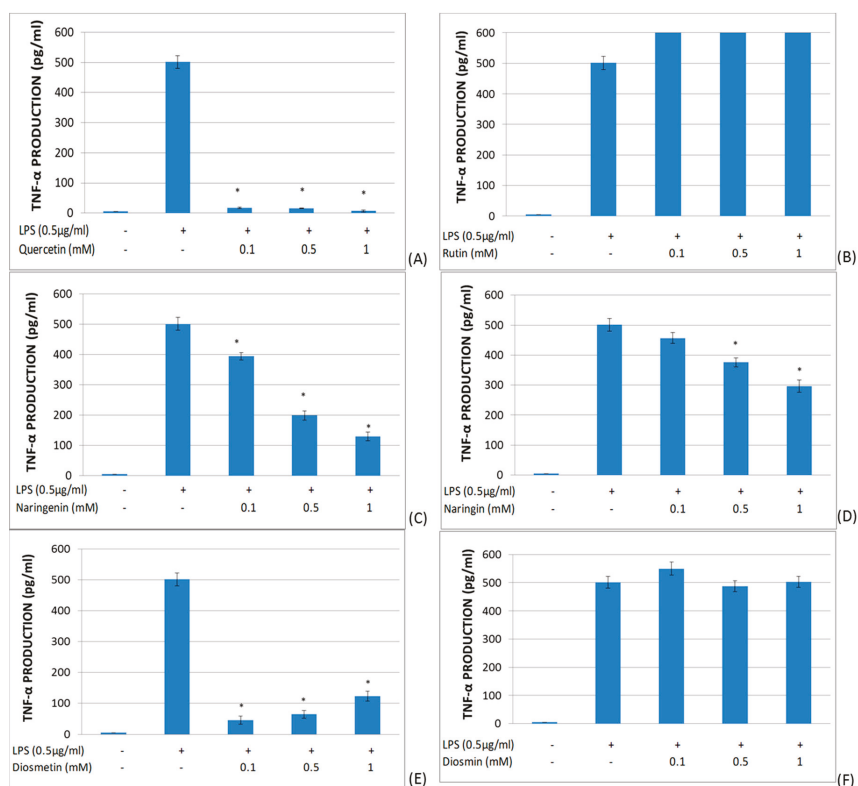 TNF-α PRODUCTION (pg/ml)
600
500
400
300
200
100
0
* * *
LPS (0.5µg/ml) - + + + +
Quercetin (mM) - - 0.1 0.5 1
(A)
TNF-α PRODUCTION (pg/ml)
600
500
400
300
200
100
0
LPS (0.5µg/ml) - + + + +
Rutin (mM) - - 0.1 0.5 1
(B)
TNF-α PRODUCTION (pg/ml)
600
500
400
300
200
100
0
* * *
LPS (0.5µg/ml) - + + + +
Naringenin (mM) - - 0.1 0.5 1
(C)
TNF-α PRODUCTION (pg/ml)
600
500
400
300
200
100
0
* *
LPS (0.5µg/ml) - + + + +
Naringin (mM) - - 0.1 0.5 1
(D)
TNF-α PRODUCTION (pg/ml)
600
500
400
300
200
100
0
* * *
LPS (0.5µg/ml) - + + + +
Diosmetin (mM) - - 0.1 0.5 1
(E)
TNF-α PRODUCTION (pg/ml)
600
500
400
300
200
100
0
LPS (0.5µg/ml) - + + + +
Diosmin (mM) - - 0.1 0.5 1
(F)